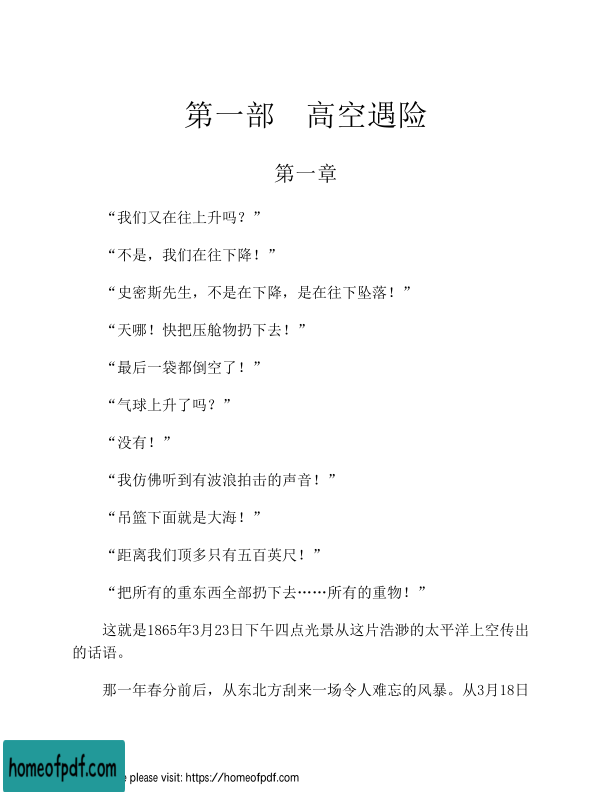 第一部　高空遇险
第一章
“我们又在往上升吗？”
“不是，我们在往下降！”
“史密斯先生，不是在下降，是在往下坠落！”
“天哪！快把压舱物扔下去！”
“最后一袋都倒空了！”
“气球上升了吗？”
“没有！”
“我仿佛听到有波浪拍击的声音！”
“吊篮下面就是大海！”
“距离我们顶多只有五百英尺！”
“把所有的重东西全部扔下去……所有的重物！”
这就是1865年3月23日下午四点光景从这片浩渺的太平洋上空传出
的话语。
那一年春分前后，从东北方刮来一场令人难忘的风暴。从3月18日
homeofpdf.com
e please visit: https://homeofpdf.com